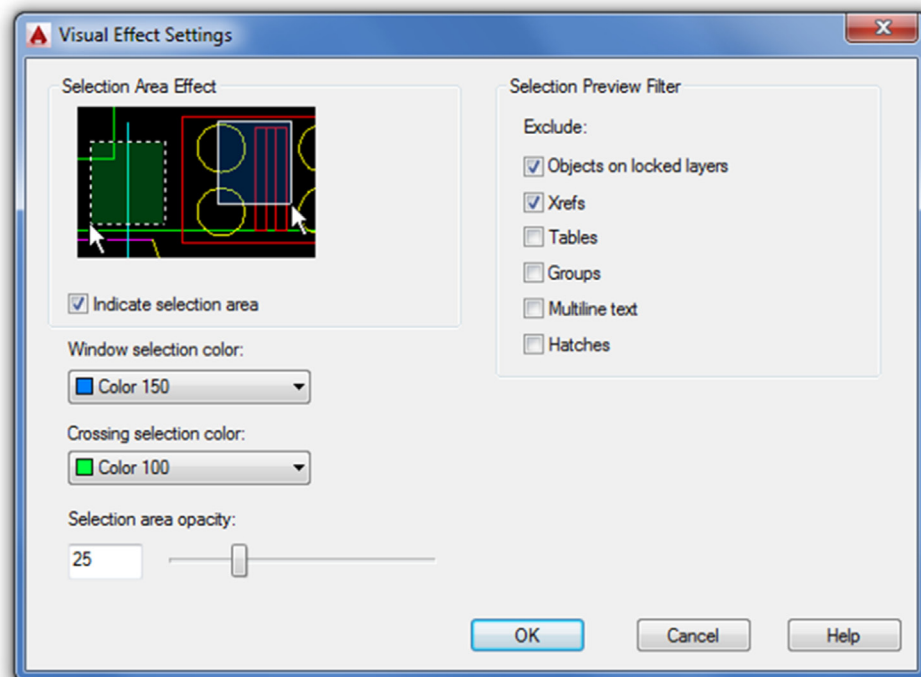 Visual Effect Settings
Selection Area Effect
Indicate selection area
Window selection color:
Color 150
Crossing selection color:
Color 100
Selection area opacity:
25
Selection Preview Filter
Exclude:
Objects on locked layers
Xrefs
Tables
Groups
Multiline text
Hatches
OK
Cancel
Help